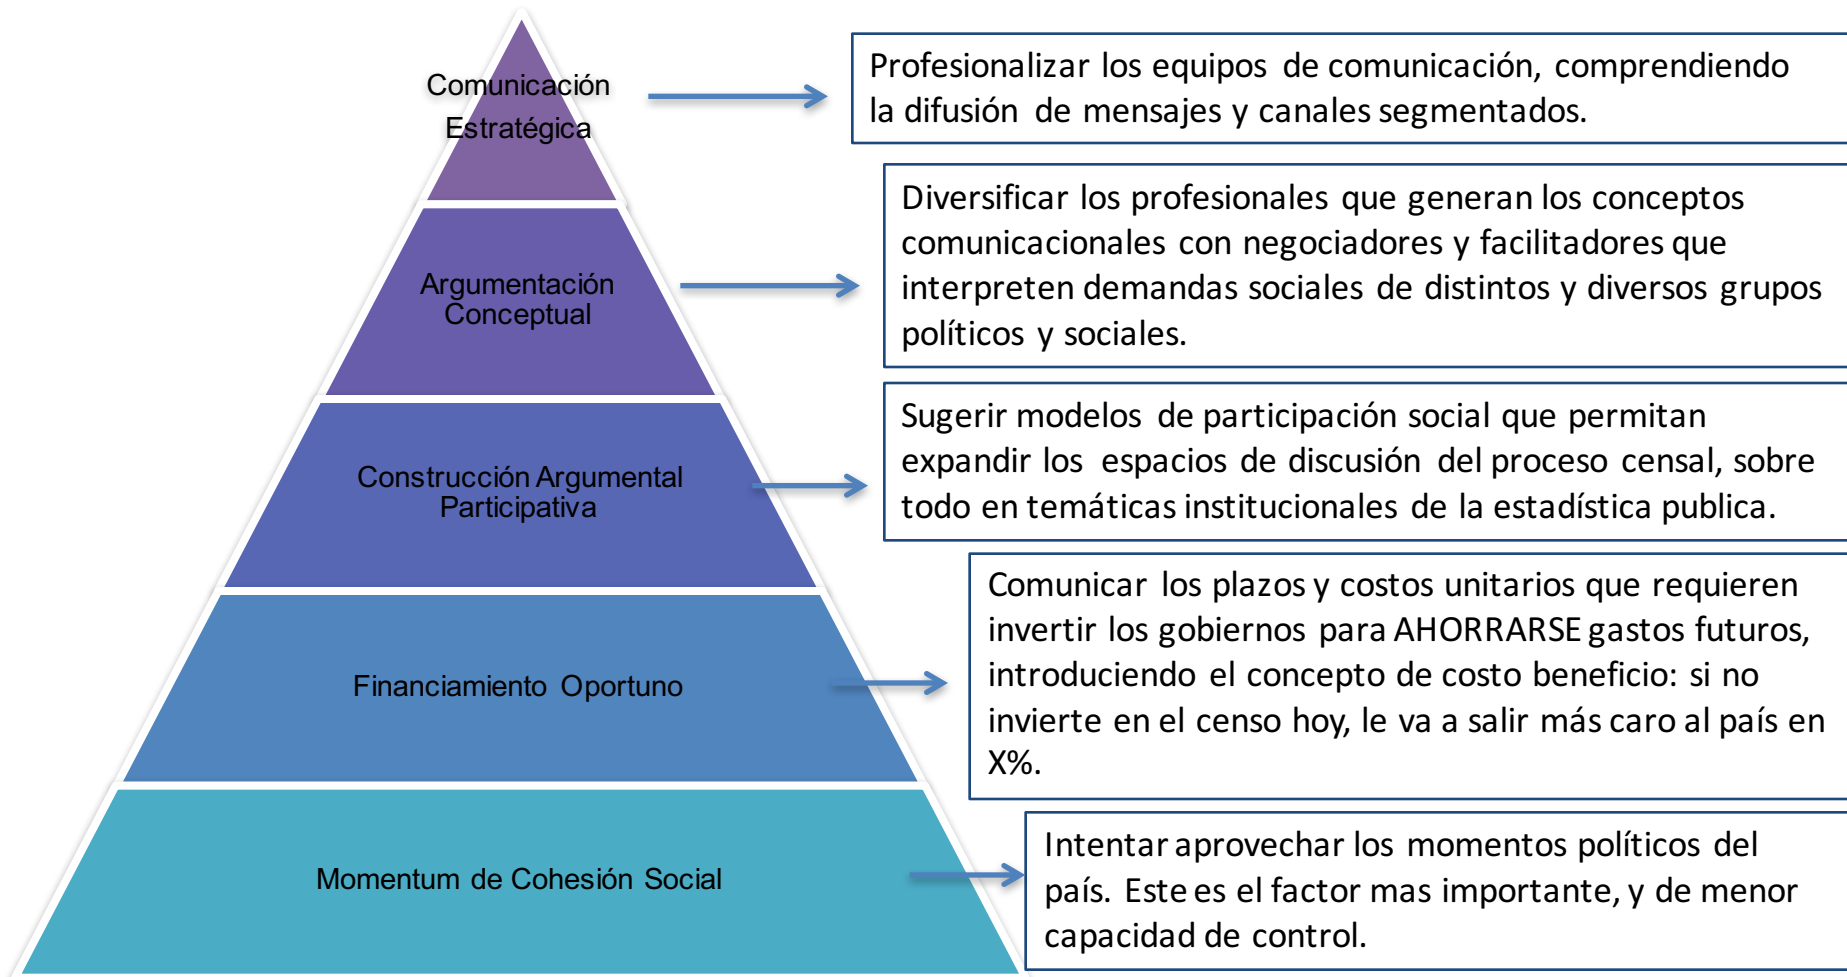 Comunicación
Estratégica
Profesionalizar los equipos de comunicación, comprendiendo
la difusión de mensajes y canales segmentados.
Argumentación
Conceptual
Diversificar los profesionales que generan los conceptos
comunicacionales con negociadores y facilitadores que
interpreten demandas sociales de distintos y diversos grupos
políticos y sociales.
Construcción Argumental
Participativa
Sugerir modelos de participación social que permitan
expandir los espacios de discusión del proceso censal, sobre
todo en temáticas institucionales de la estadística publica.
Financiamiento Oportuno
Comunicar los plazos y costos unitarios que requieren
invertir los gobiernos para AHORRARSE gastos futuros,
introduciendo el concepto de costo beneficio: si no
invierte en el censo hoy, le va a salir más caro al país en
X%.
Momentum de Cohesión Social
Intentar aprovechar los momentos políticos del
país. Este es el factor mas importante, y de menor
capacidad de control.